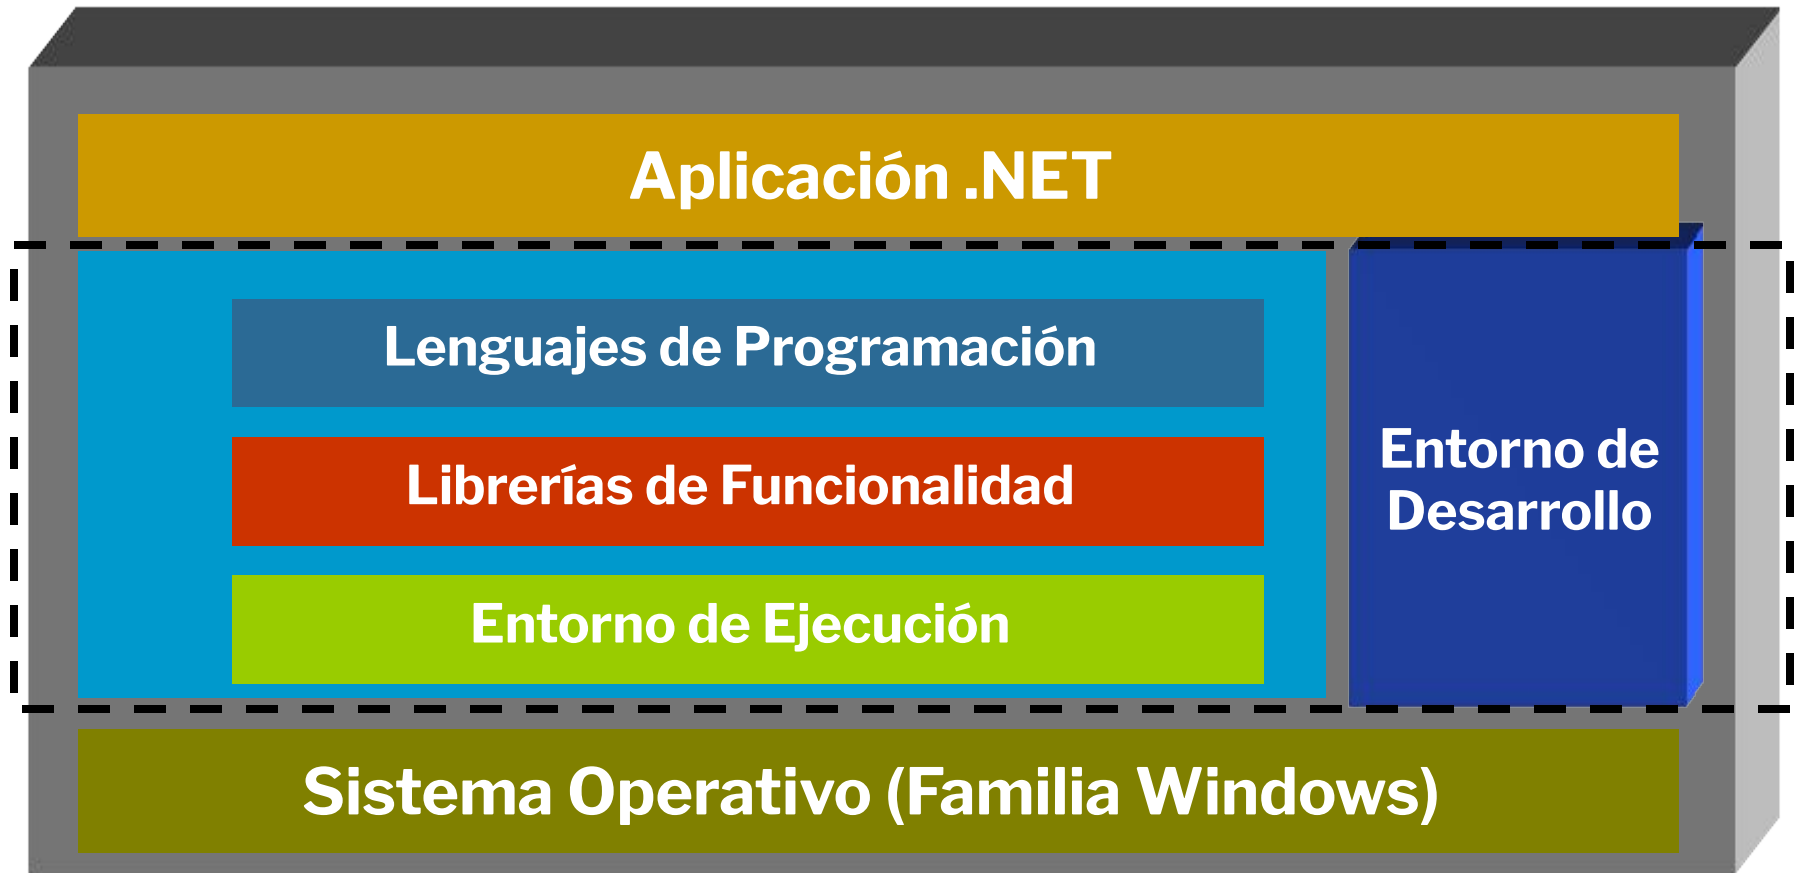 Aplicación .NET
Lenguajes de Programación
Librerías de Funcionalidad
Entorno de Ejecución
Entorno de
Desarrollo
Sistema Operativo (Familia Windows)